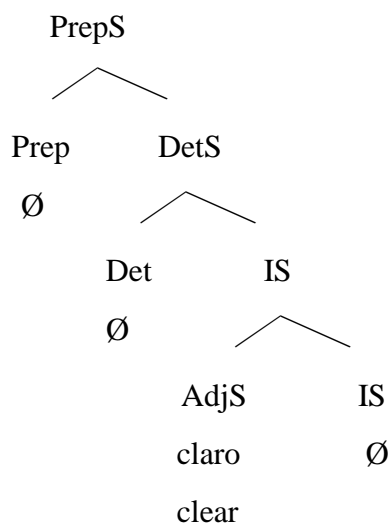 PrepS
Prep DetS
Ø
Det IS
Ø
AdjS IS
claro Ø
clear